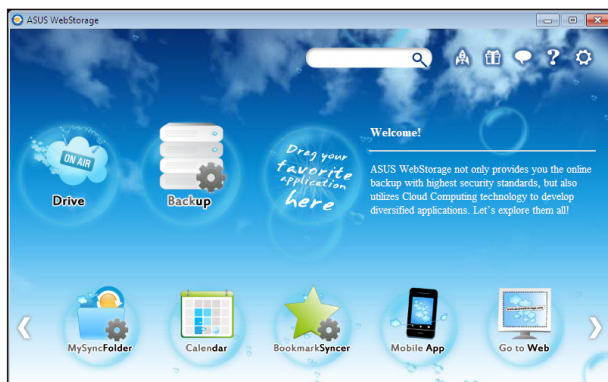 ASUS WebStorage
?
ON AIR
Drive
Backup
Drag your
favorite
application
here
Welcome!
ASUS WebStorage not only provides you the online
backup with highest security standards, but also
utilizes Cloud Computing technology to develop
diversified applications. Let's explore them all!
MySyncFolder
Calendar
BookmarkSyncer
Mobile App
Go to Web